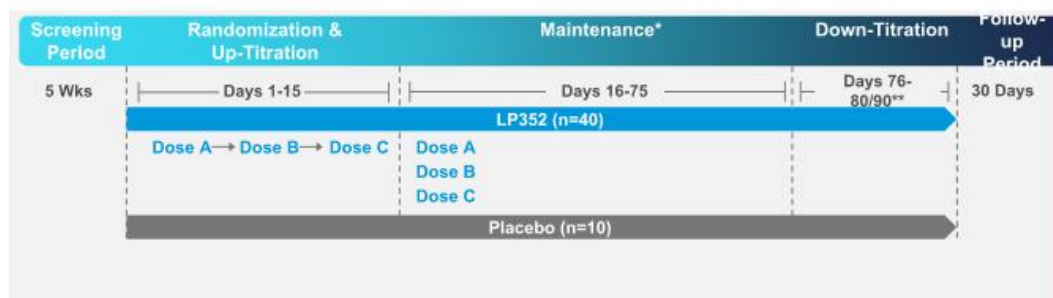 Screening
Period
Randomization &
Up-Titration
Maintenance*
Down-Titration
Follow-
up
Period
5 Wks
Days 1-15
Days 16-75
Days 76-
80/90**
30 Days
LP352 (n=40)
Dose A→ Dose B→ Dose C
Dose A
Dose B
Dose C
Placebo (n=10)